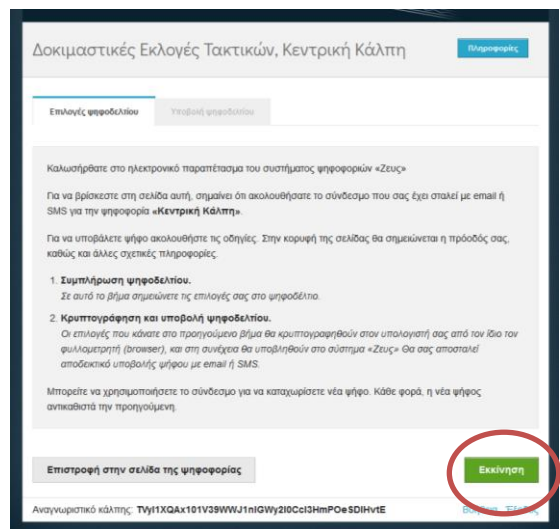 Δοκιμαστικές Εκλογές Τακτικών, Κεντρική Κάλπη
Πληροφορίες
Επιλογές ψηφοδελτίου
Υποβολή ψηφοδελτίου
Καλωσήρθατε στο ηλεκτρονικό παραπέτασμα του συστήματος ψηφοφοριών «Ζευς»
Για να βρίσκεστε στη σελίδα αυτή, σημαίνει ότι ακολουθήσατε το σύνδεσμο που σας έχει σταλεί με email ή
SMS για την ψηφοφορία «Κεντρική Κάλπη».
Για να υποβάλετε ψήφο ακολουθήστε τις οδηγίες. Στην κορυφή της σελίδας θα σημειώνεται η πρόοδός σας,
καθώς και άλλες σχετικές πληροφορίες.
1. Συμπλήρωση ψηφοδελτίου.
Σε αυτό το βήμα σημειώνετε τις επιλογές σας στο ψηφοδέλτιο.
2. Κρυπτογράφηση και υποβολή ψηφοδελτίου.
Οι επιλογές που κάνατε στο προηγούμενο βήμα θα κρυπτογραφηθούν στον υπολογιστή σας από τον ίδιο τον
φυλλομετρητή (browser), και στη συνέχεια θα υποβληθούν στο σύστημα «Ζευς» Θα σας αποσταλεί
αποδεικτικό υποβολής ψήφου με email ή SMS.
Μπορείτε να χρησιμοποιήσετε το σύνδεσμο για να καταχωρίσετε νέα ψήφο. Κάθε φορά, η νέα ψήφος
αντικαθιστά την προηγούμενη.
Επιστροφή στην σελίδα της ψηφοφορίας
Εκκίνηση
Αναγνωριστικό κάλπης: TVyI1XQAx101V39WWJ1nIGWy2I0CcI3HmPOeSDIHvtE
Βοήθεια Έξοδος